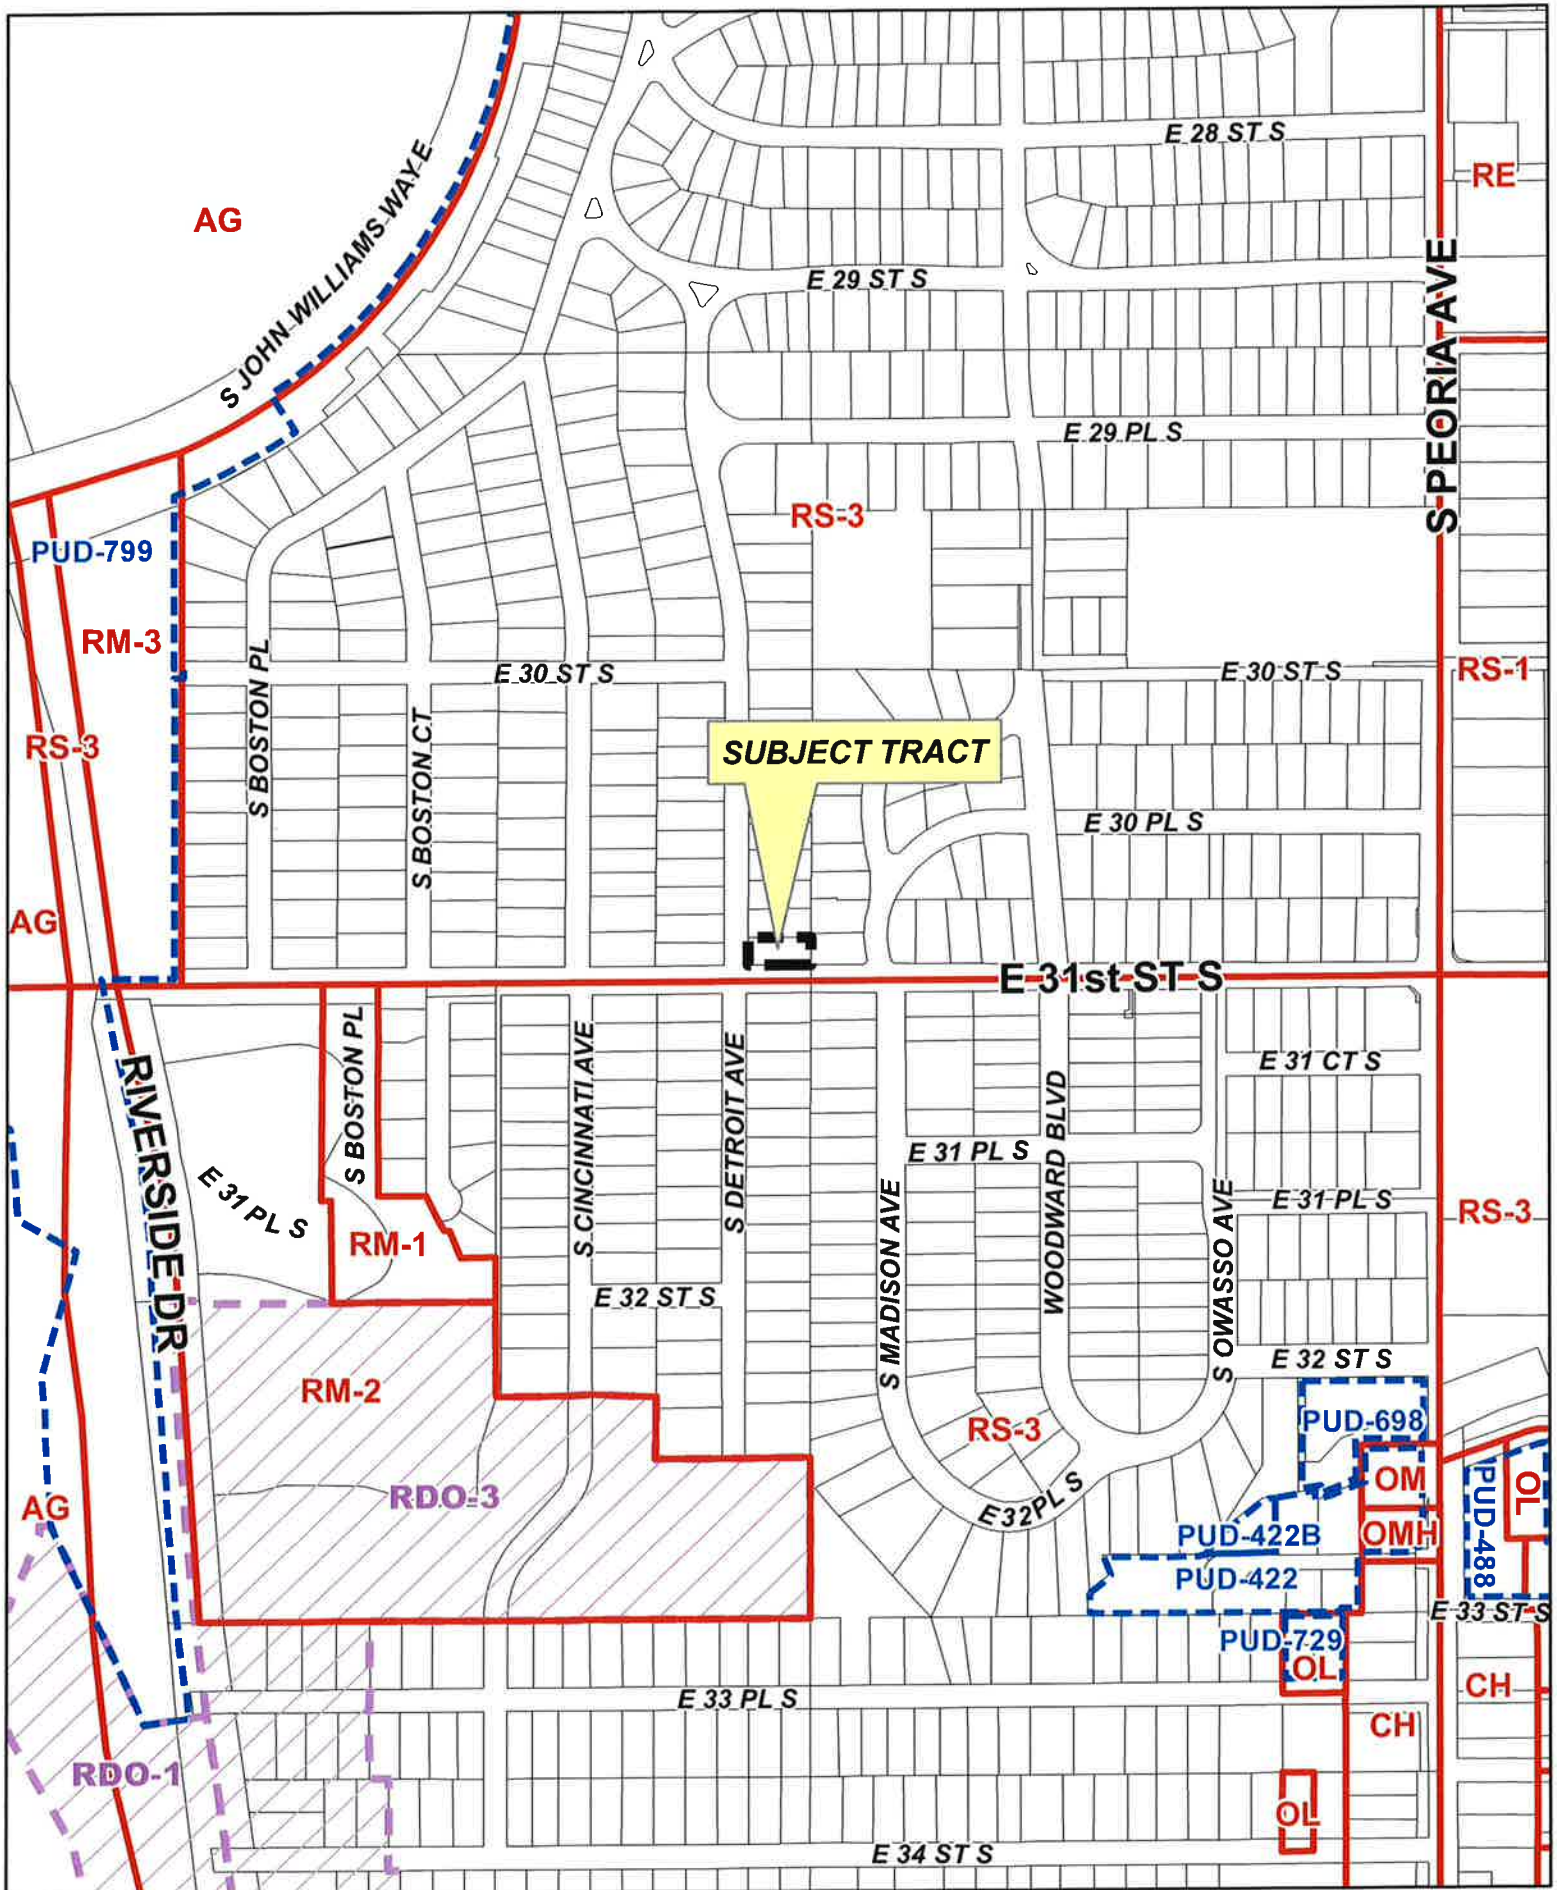 E 28 ST S
RE
AG
S JOHN WILLIAMS WAY E
E 29 ST S
S PEORIA AVE
E 29 PL S
RS-3
PUD-799
RM-3
E 30 ST S
E 30 ST S
RS-1
S BOSTON PL
S BOSTON CT
RS-3
SUBJECT TRACT
E 30 PL S
AG
E 31st ST S
RIVERSIDE DR
S BOSTON PL
S CINCINNATI AVE
S DETROIT AVE
E 31 CT S
WOODWARD BLVD
E 31 PL S
E 31 PL S
S MADISON AVE
S OWASSO AVE
E 31 PL S
RS-3
RM-1
E 32 ST S
E 32 ST S
RM-2
PUD-698
RS-3
OM
OL
PUD-488
RDO-3
E 32 PL S
AG
PUD-422B
OMH
PUD-422
E 33 ST S
PUD-729
OL
CH
E 33 PL S
CH
RDO-1
OL
E 34 ST S